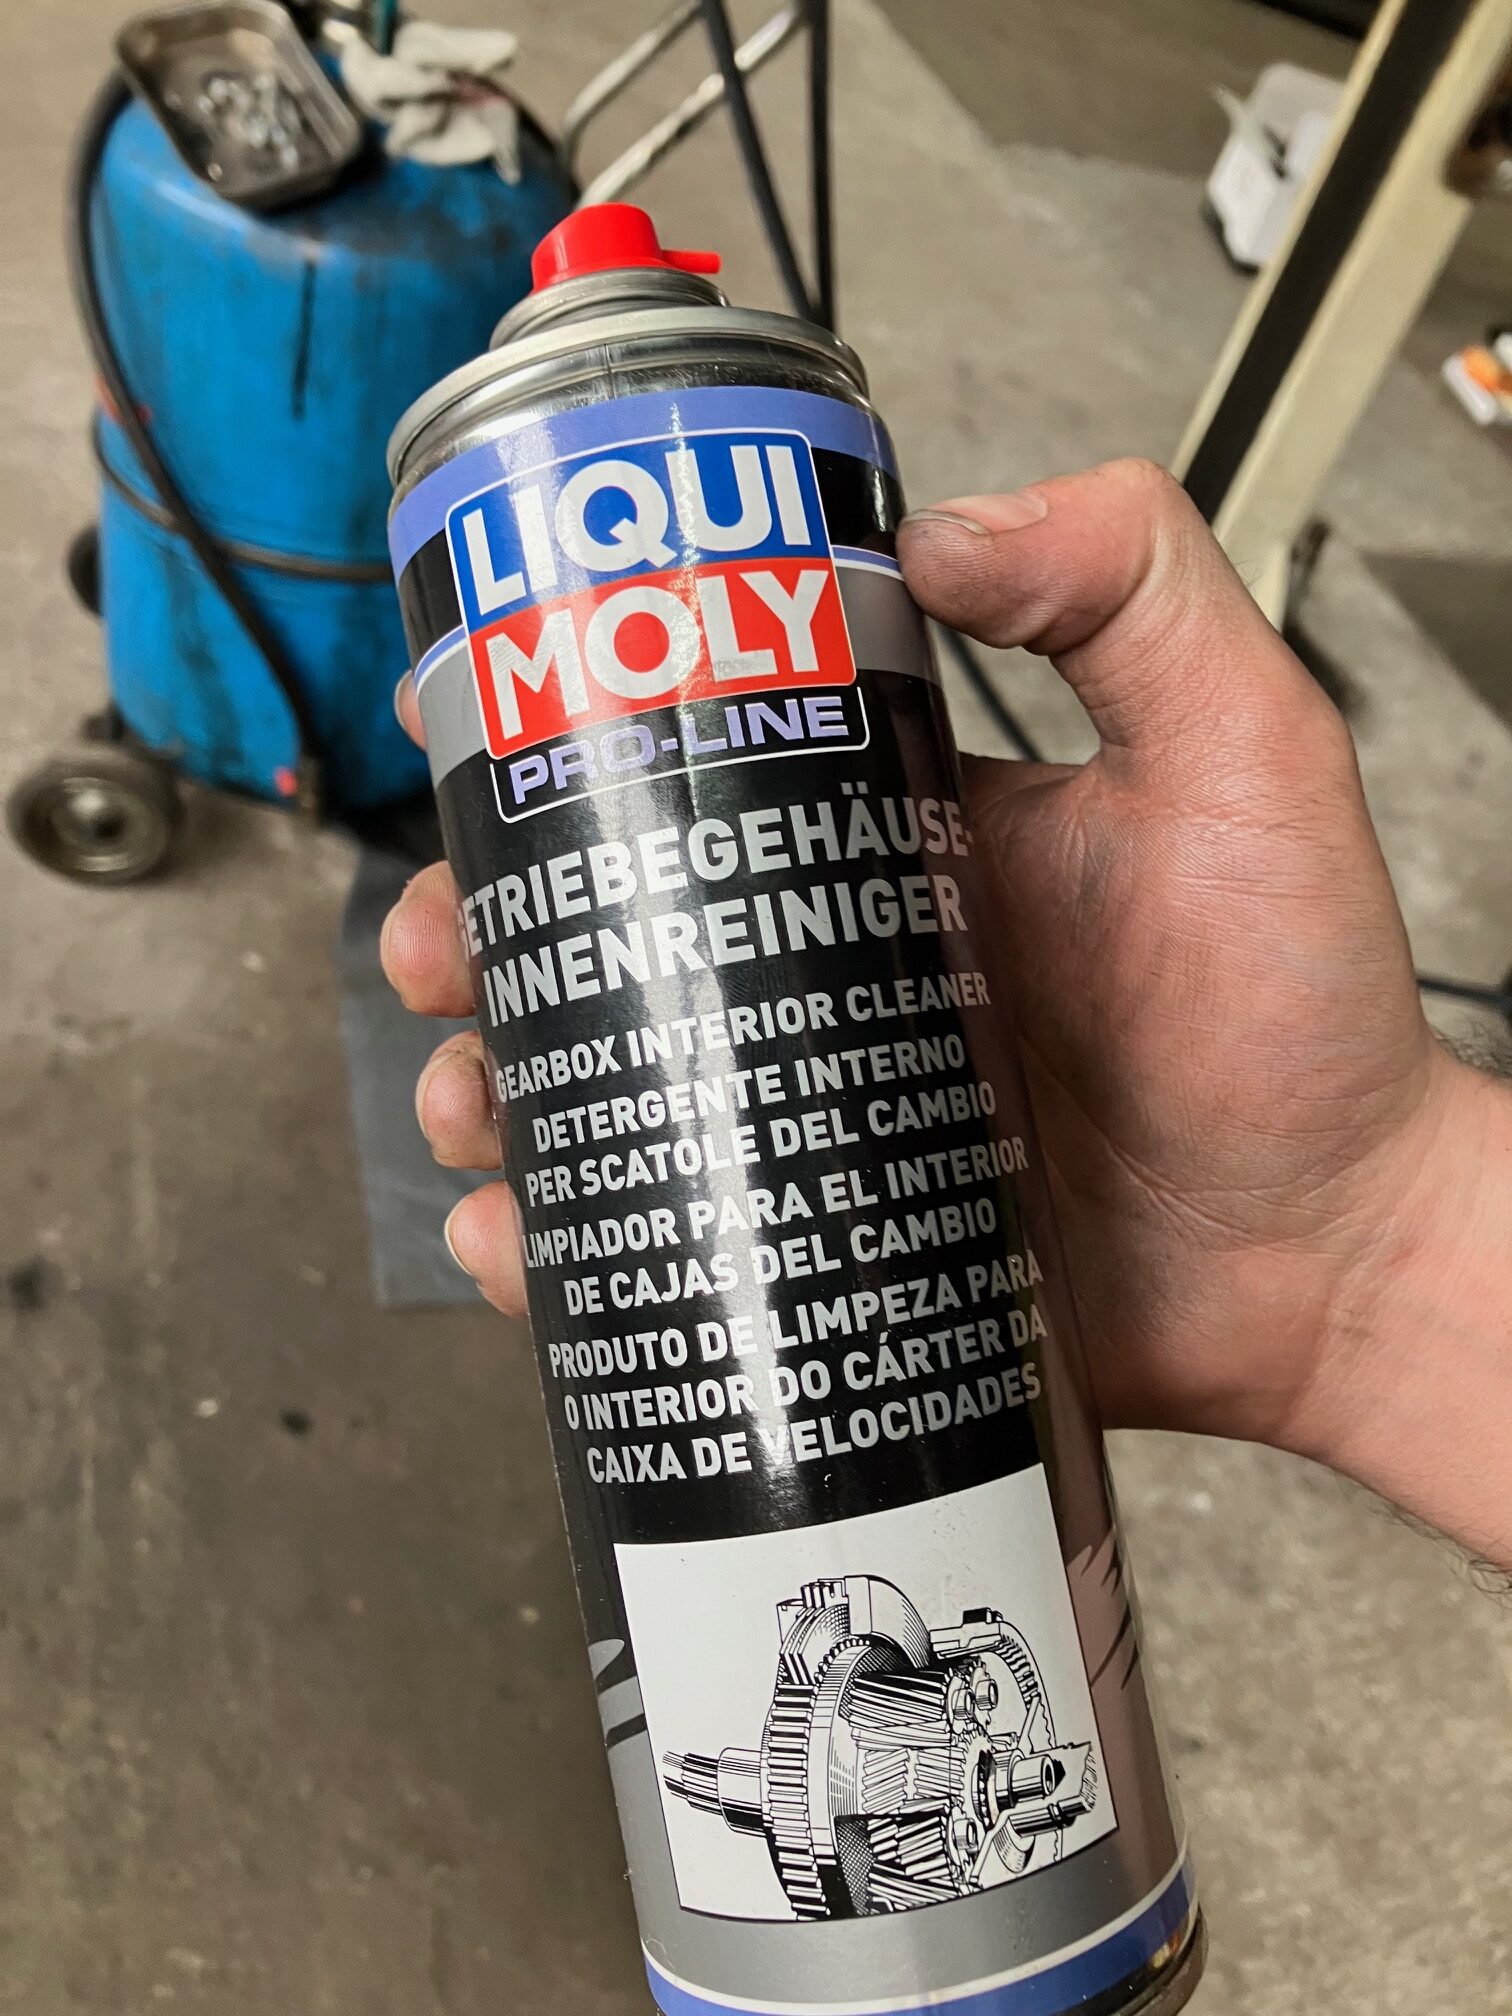 LIQUI
MOLY
PRO-LINE
GETRIEBEGEHÄUSE-
INNENREINIGER
GEARBOX INTERIOR CLEANER
DETERGENTE INTERNO
PER SCATOLE DEL CAMBIO
LIMPIADOR PARA EL INTERIOR
DE CAJAS DEL CAMBIO
PRODUTO DE LIMPEZA PARA
O INTERIOR DO CÁRTER DA
CAIXA DE VELOCIDADES